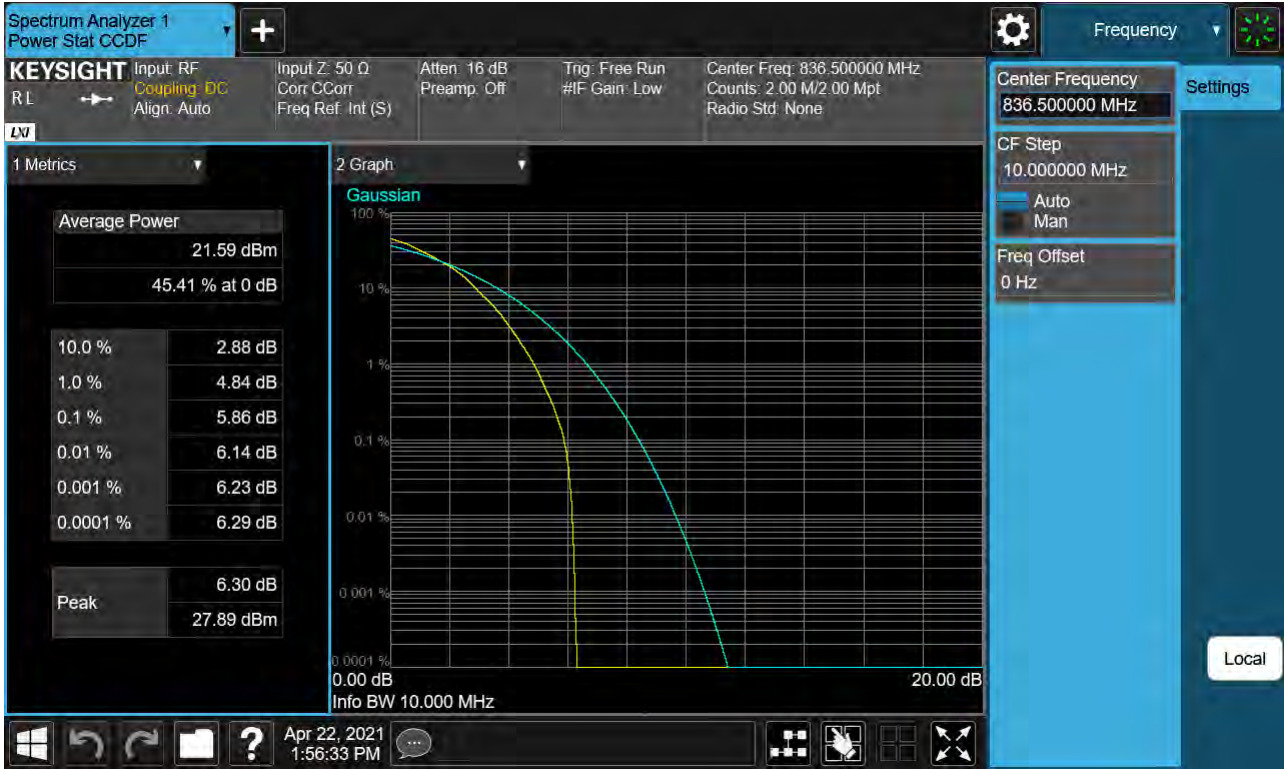 Spectrum Analyzer 1
Power Stat CCDF
Frequency
KEYSIGHT
R L
LXI
Input: RF
Coupling: DC
Align: Auto
Input Z: 50 Ω
Corr CCorr
Freq Ref: Int (S)
Atten: 16 dB
Preamp: Off
Trig: Free Run
#IF Gain: Low
Center Freq: 836.500000 MHz
Counts: 2.00 M/2.00 Mpt
Radio Std: None
Center Frequency
836.500000 MHz
Settings
CF Step
10.000000 MHz
Auto
Man
Freq Offset
0 Hz
Local
1 Metrics
Average Power
21.59 dBm
45.41 % at 0 dB
10.0 % 2.88 dB
1.0 % 4.84 dB
0.1 % 5.86 dB
0.01 % 6.14 dB
0.001 % 6.23 dB
0.0001 % 6.29 dB
Peak
6.30 dB
27.89 dBm
2 Graph
Gaussian
100 %
10 %
1 %
0.1 %
0.01 %
0.001 %
0.0001 %
0.00 dB 20.00 dB
Info BW 10.000 MHz
?
Apr 22, 2021
1:56:33 PM